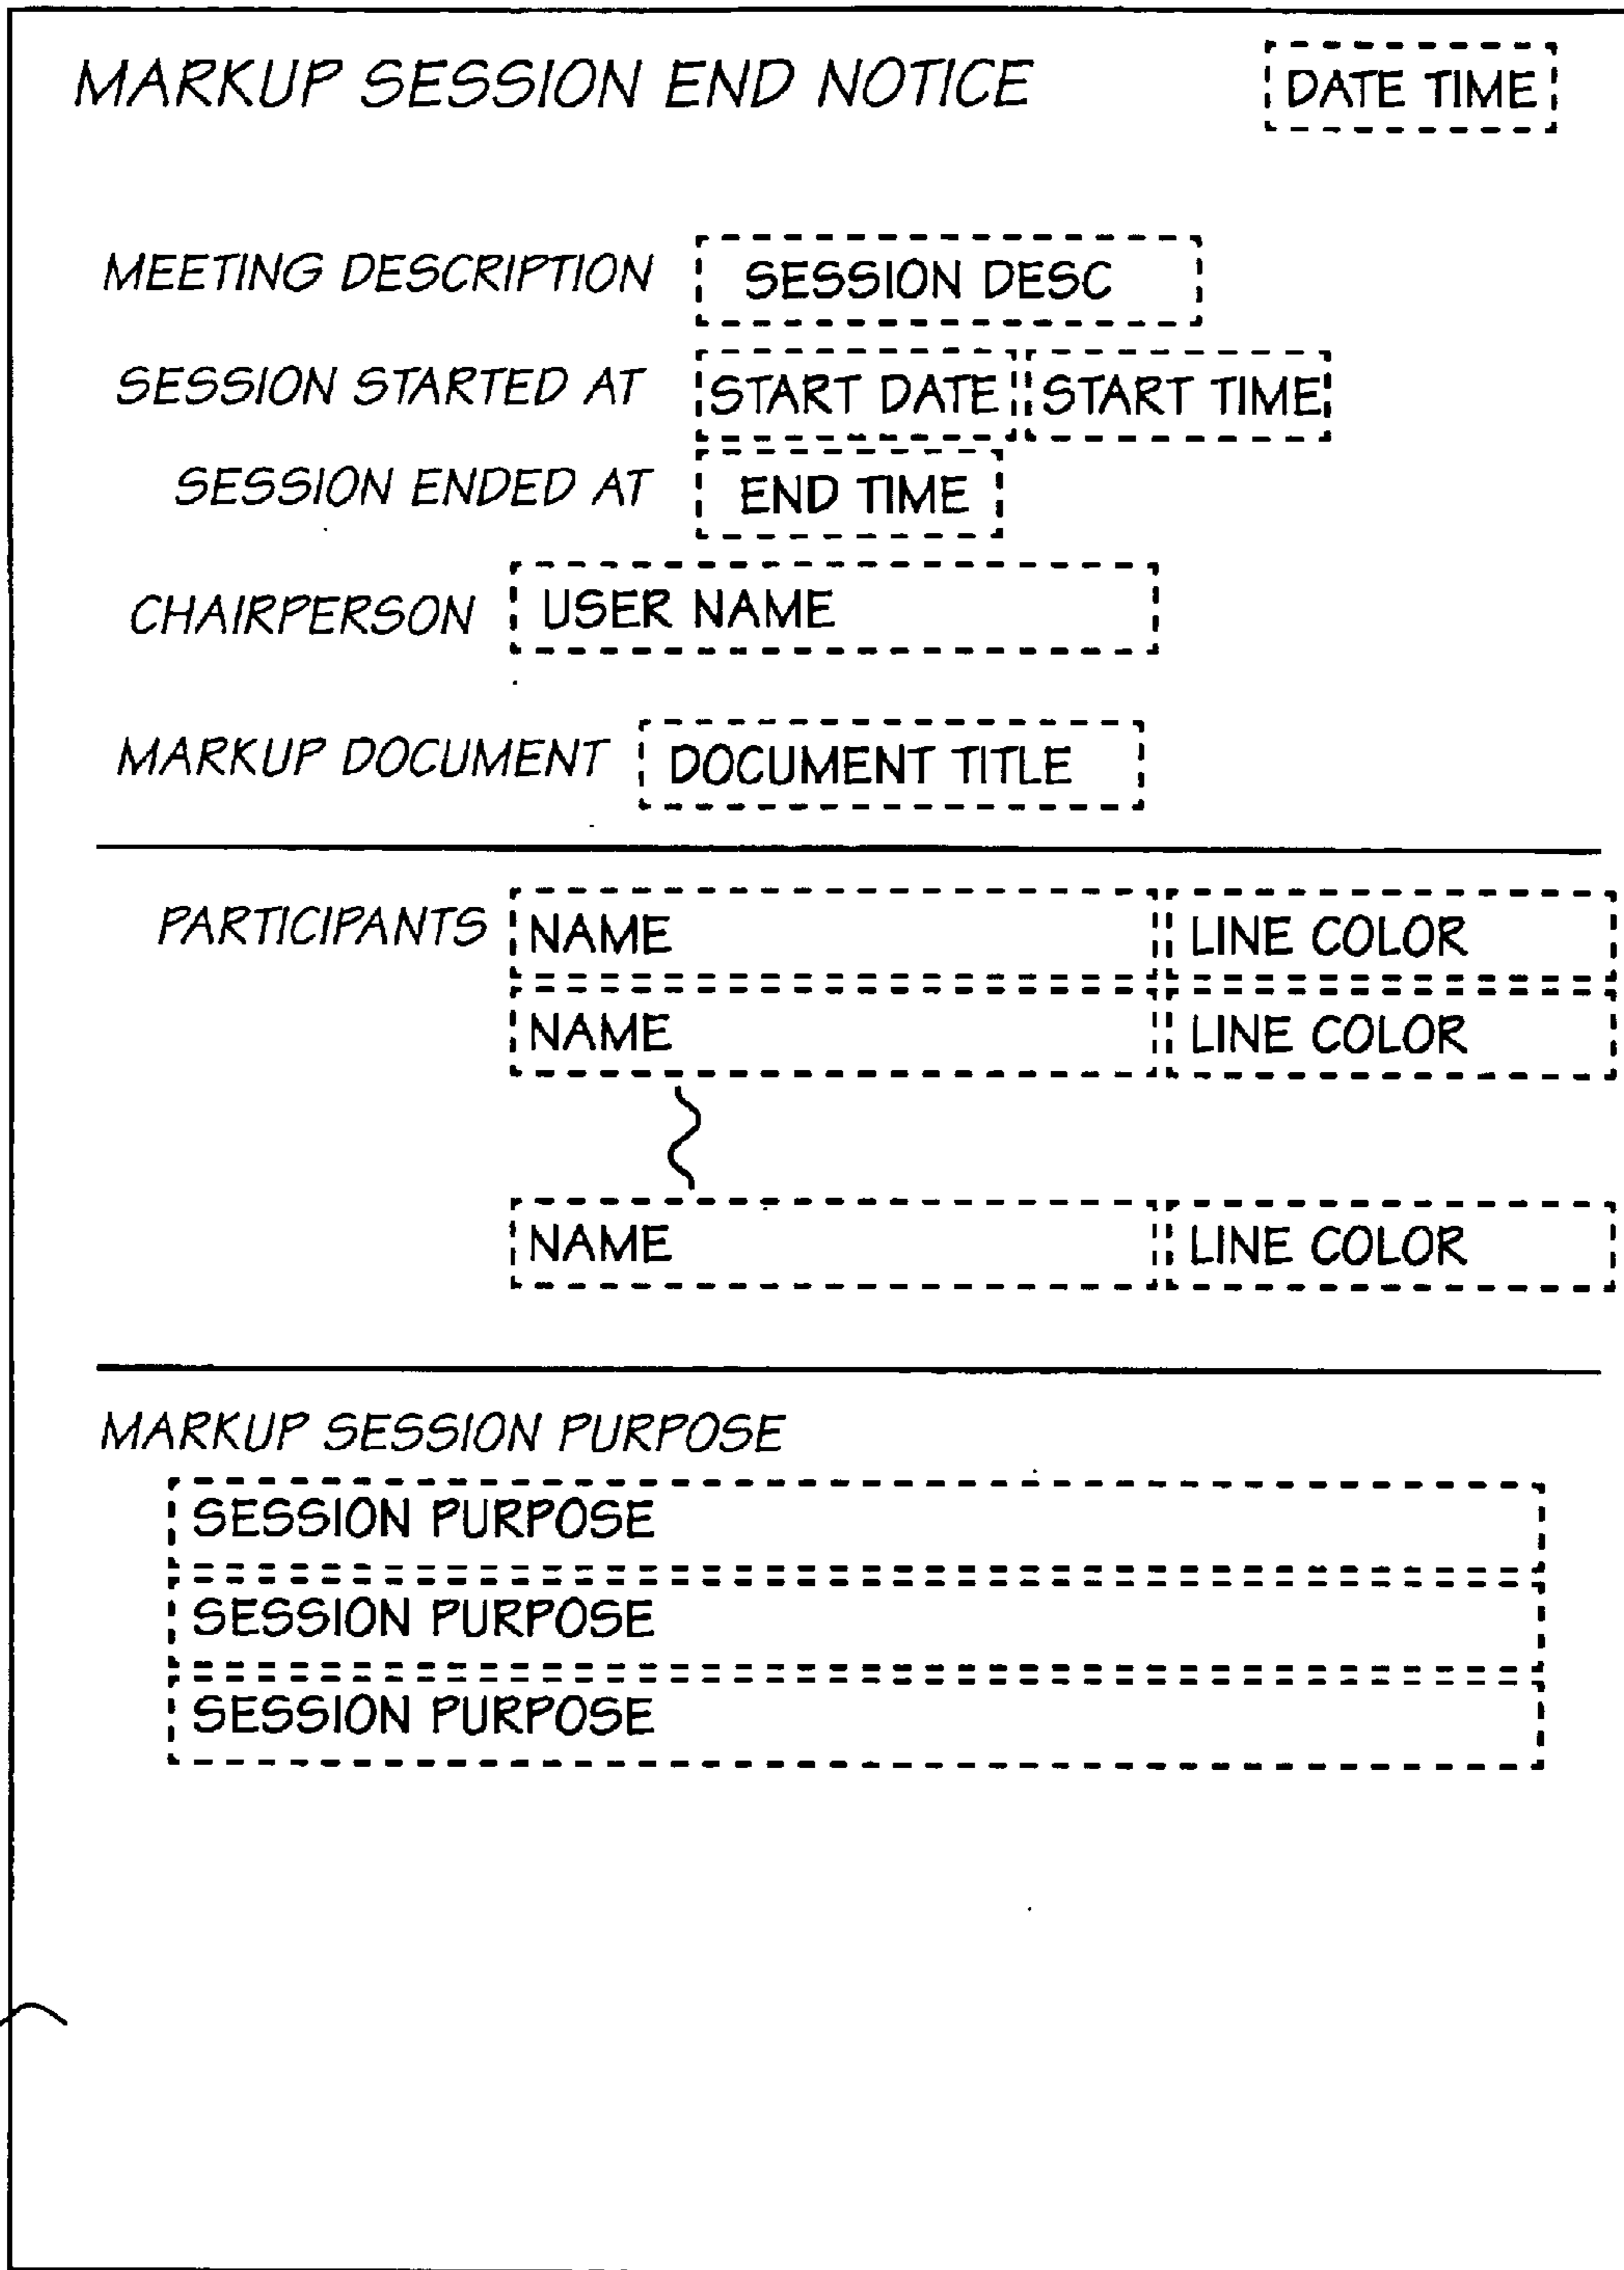 MARKUP SESSION END NOTICE DATE TIME
MEETING DESCRIPTION SESSION DESC
SESSION STARTED AT START DATE START TIME
SESSION ENDED AT END TIME
CHAIRPERSON USER NAME
MARKUP DOCUMENT DOCUMENT TITLE
PARTICIPANTS NAME LINE COLOR
NAME LINE COLOR
NAME LINE COLOR
MARKUP SESSION PURPOSE
SESSION PURPOSE
SESSION PURPOSE
SESSION PURPOSE